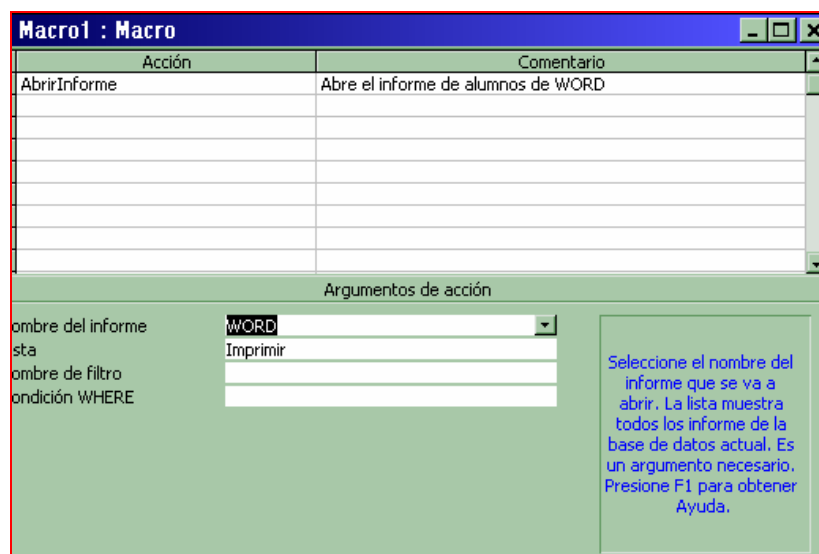 Macro1 : Macro
Acción Comentario
AbrirInforme Abre el informe de alumnos de WORD
Argumentos de acción
ombre del informe WORD
sta Imprimir
ombre de filtro
ondición WHERE
Seleccione el nombre del
informe que se va a
abrir. La lista muestra
todos los informe de la
base de datos actual. Es
un argumento necesario.
Presione F1 para obtener
Ayuda.